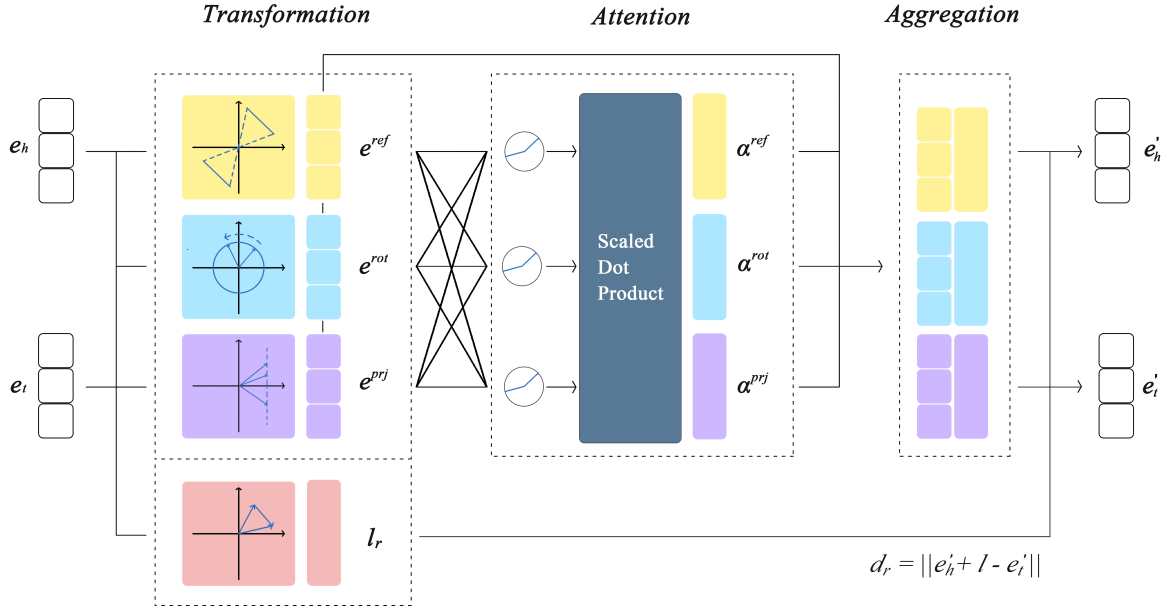 Transformation
Attention
Aggregation
e_h
e^ref
α^ref
e'_h
e^rot
Scaled
Dot
Product
α^rot
e_t
e^prj
α^prj
e'_t
l_r
d_r = ||e'_h + l - e'_t||